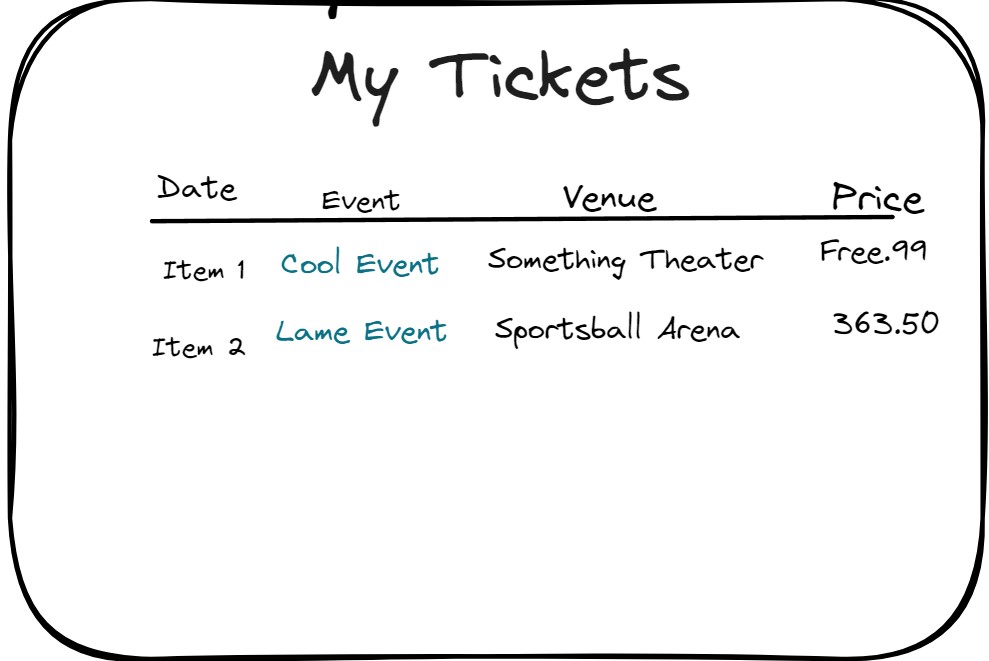 My Tickets
Date Event Venue Price
Item 1 Cool Event Something Theater Free.99
Item 2 Lame Event Sportsball Arena 363.50